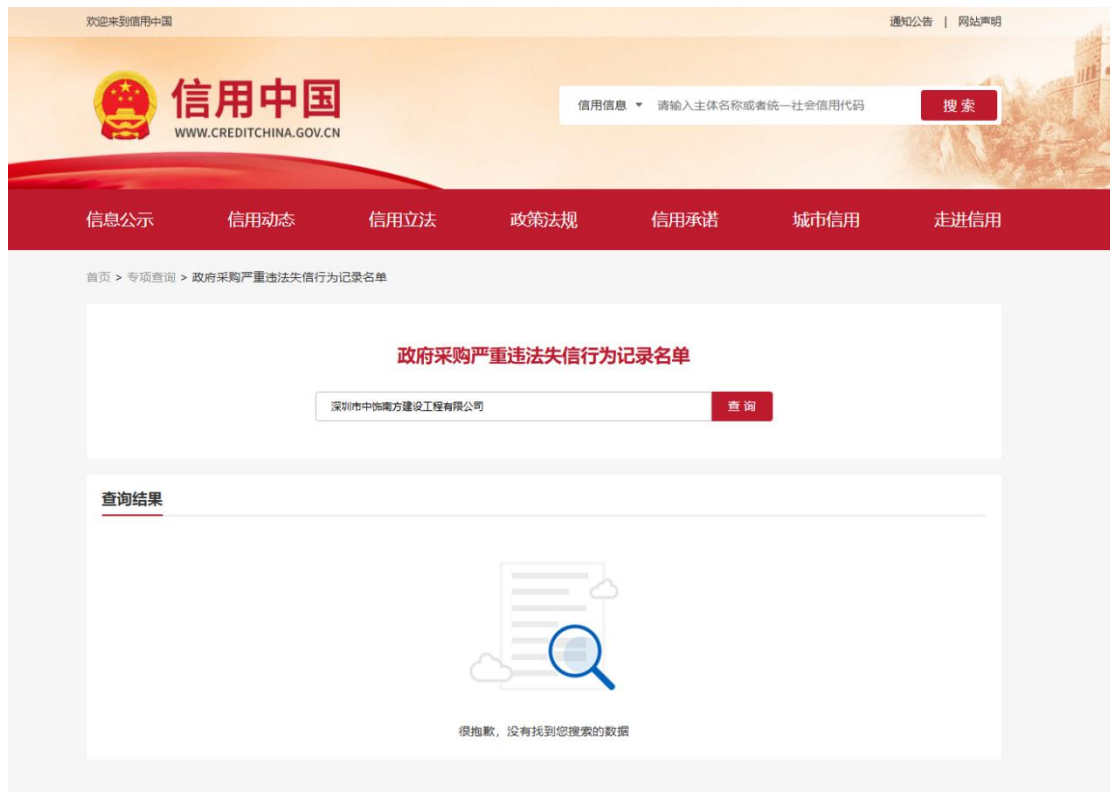 欢迎来到信用中国
通知公告 | 网站声明
信用中国
WWW.CREDITCHINA.GOV.CN
信用信息 请输入主体名称或者统一社会信用代码 搜索
信息公示 信用动态 信用立法 政策法规 信用承诺 城市信用 走进信用
首页 > 专项查询 > 政府采购严重违法失信行为记录名单
政府采购严重违法失信行为记录名单
深圳市中饰南方建设工程有限公司 查询
查询结果
很抱歉，没有找到您搜索的数据